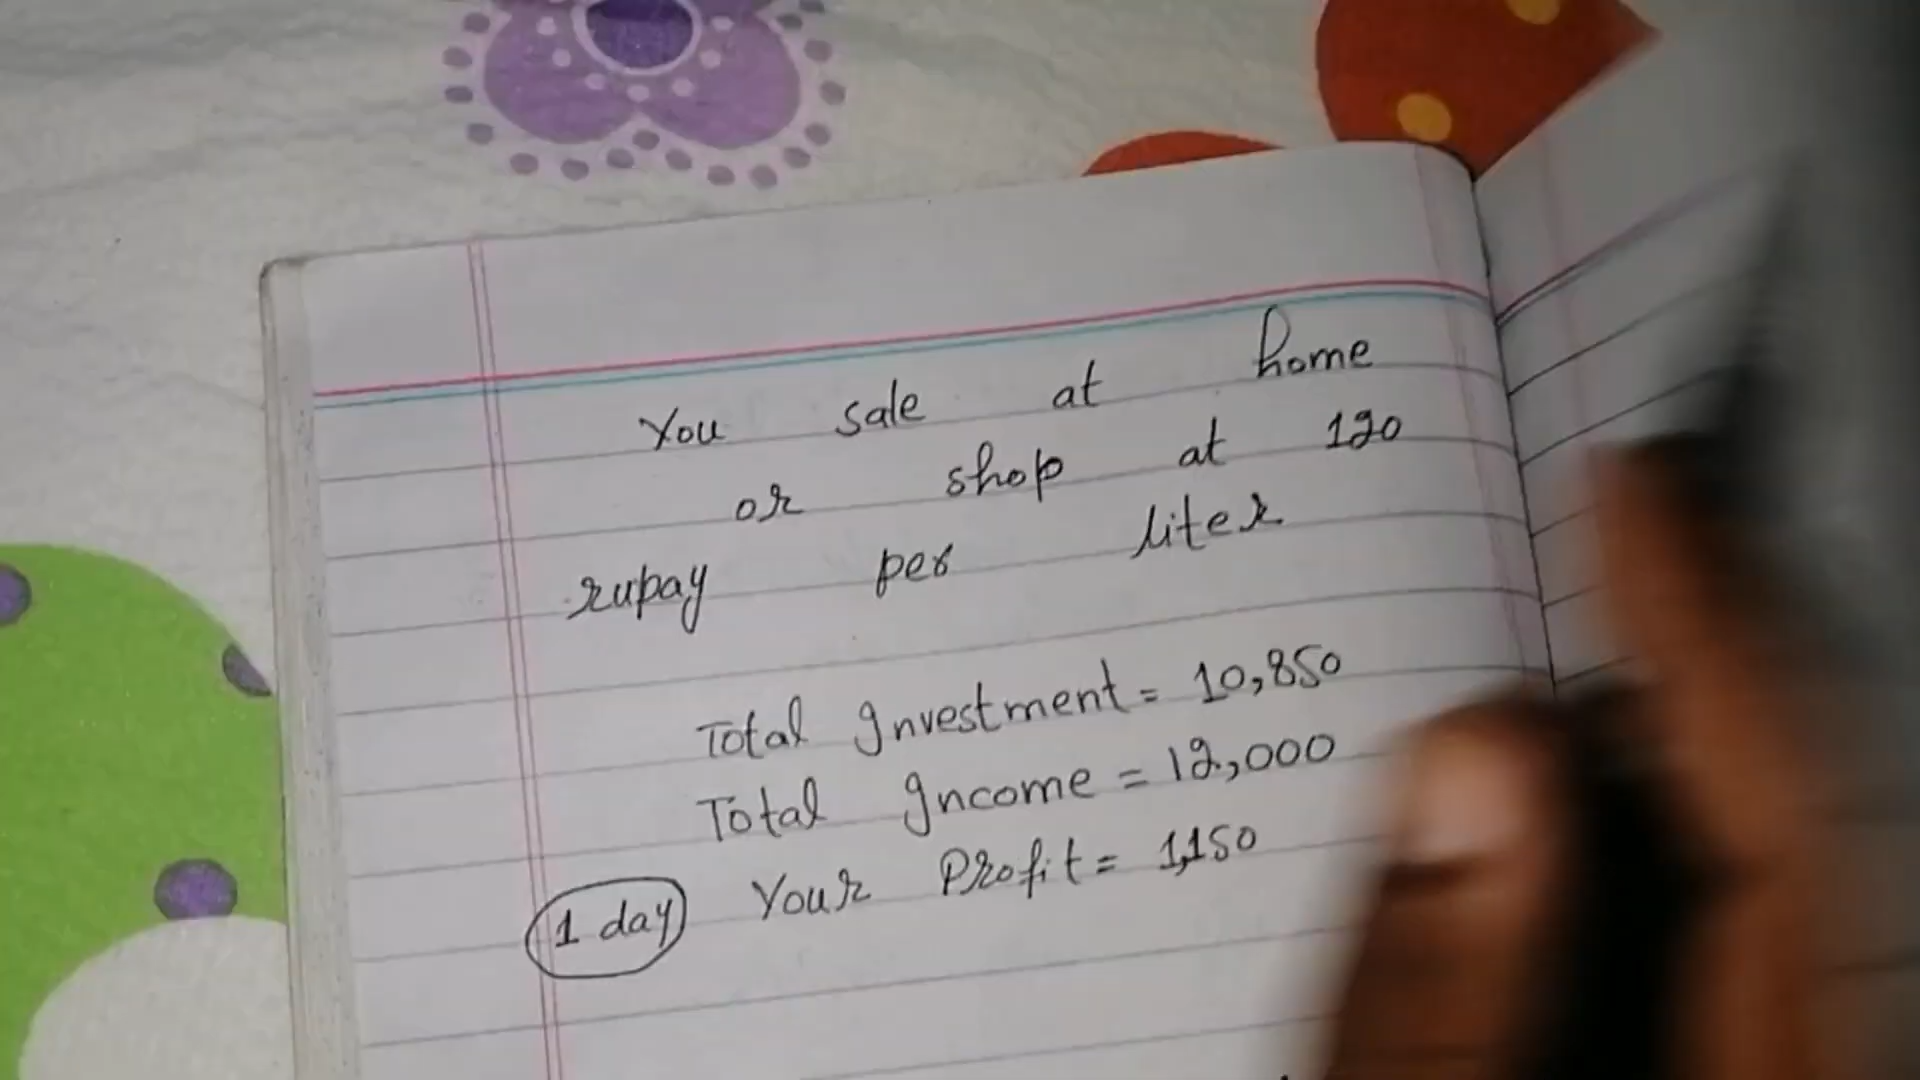 You sale at home
or shop at 120
rupay per liter
Total Investment = 10,850
Total Income = 12,000
1 day Your Profit = 1,150